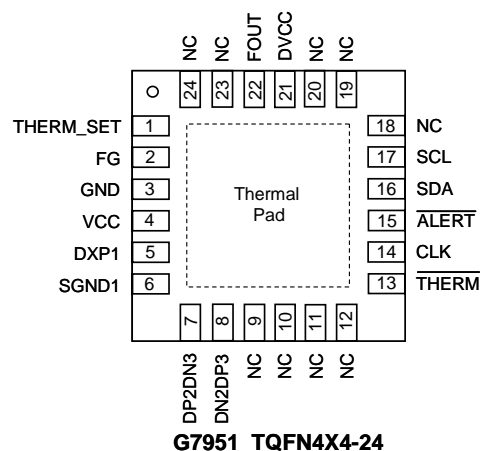 NC NC FOUT DVCC NC NC
24 23 22 21 20 19
THERM_SET 1
18 NC
FG 2
17 SCL
GND 3
16 SDA
VCC 4
15 ALERT
DXP1 5
14 CLK
SGND1 6
13 THERM
Thermal
Pad
7 8 9 10 11 12
DP2DN3 DN2DP3 NC NC NC NC
G7951 TQFN4X4-24